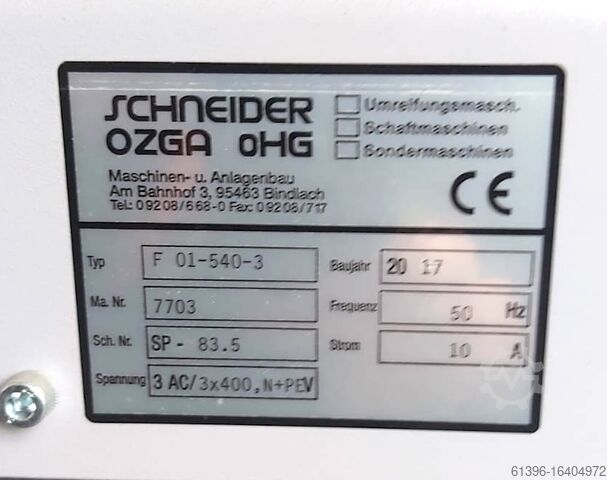 SCHNEIDER
OZGA OHG
Umreifungsmasch.
Schaftmaschinen
Sondermaschinen
Maschinen- u. Anlagenbau
Am Bahnhof 3, 95463 Bindlach
Tel.: 09208/668-0 Fax: 09208/717
CE
Typ F 01-540-3 Baujahr 20 17
Ma. Nr. 7703 Frequenz 50 Hz
Sch. Nr. SP - 83.5 Strom 10 A
Spannung 3 AC/3x400,N+PEV
61396-16404972